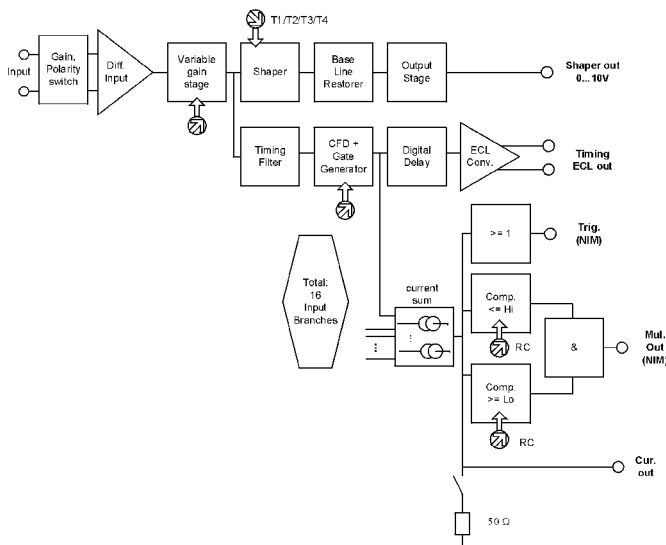 T1/T2/T3/T4
Input
Gain,
Polarity
switch
Diff.
Input
Variable
gain
stage
Shaper
Base
Line
Restorer
Output
Stage
Shaper out
0...10V
Timing
Filter
CFD +
Gate
Generator
Digital
Delay
ECL
Conv.
Timing
ECL out
>= 1
Trig.
(NIM)
Total:
16
Input
Branches
current
sum
Comp.
<= Hi
RC
&
Mul.
Out
(NIM)
Comp.
>= Lo
RC
Cur.
out
50 Ω